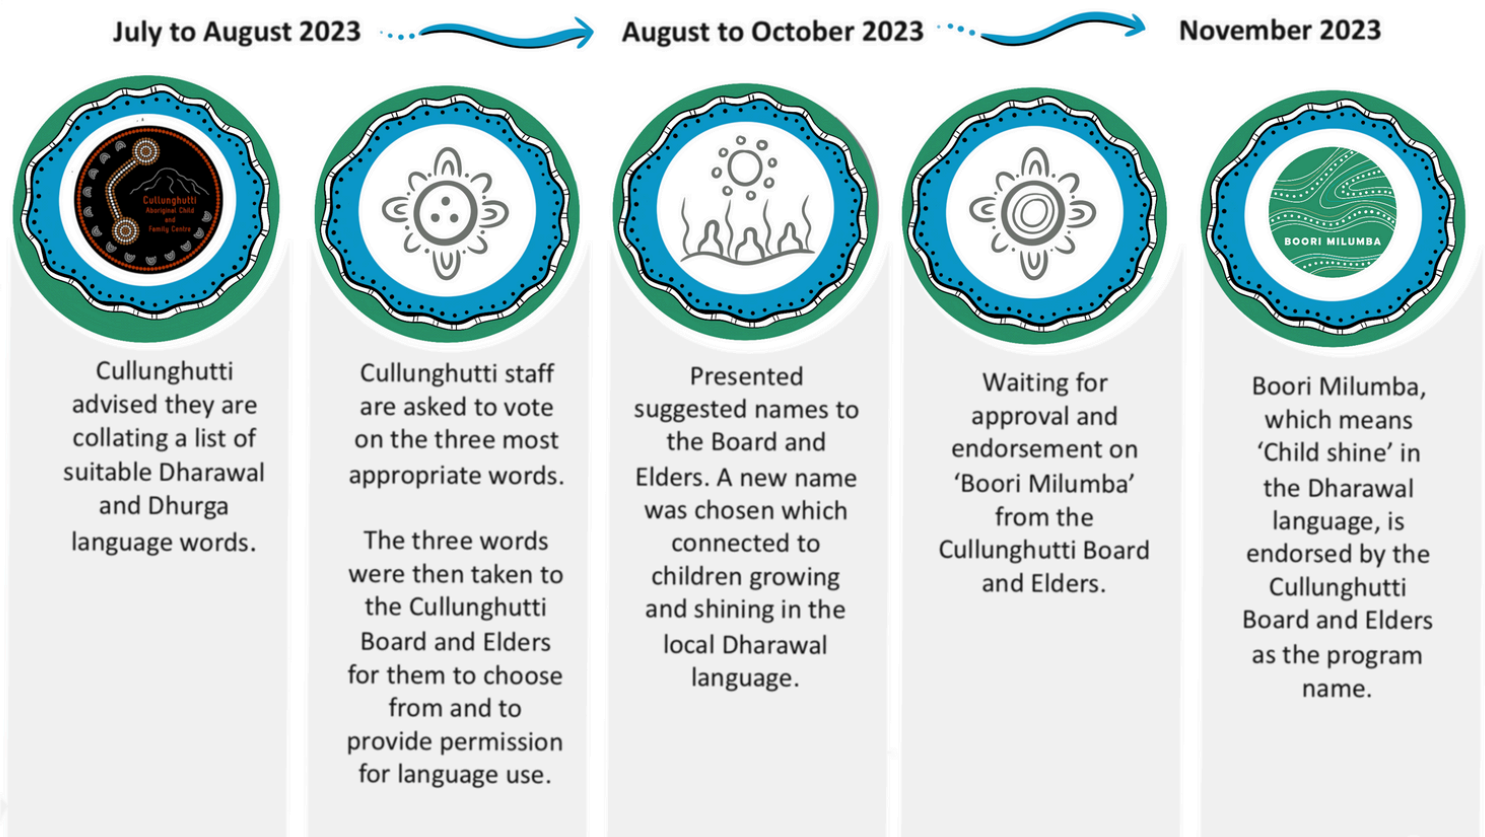 July to August 2023
August to October 2023
November 2023
Cullunghutti
Aboriginal Child
and
Family Centre
BOORI MILUMBA
Cullunghutti
advised they are
collating a list of
suitable Dharawal
and Dhurga
language words.
Cullunghutti staff
are asked to vote
on the three most
appropriate words.
The three words
were then taken to
the Cullunghutti
Board and Elders
for them to choose
from and to
provide permission
for language use.
Presented
suggested names to
the Board and
Elders. A new name
was chosen which
connected to
children growing
and shining in the
local Dharawal
language.
Waiting for
approval and
endorsement on
‘Boori Milumba’
from the
Cullunghutti Board
and Elders.
Boori Milumba,
which means
‘Child shine’ in
the Dharawal
language, is
endorsed by the
Cullunghutti
Board and Elders
as the program
name.